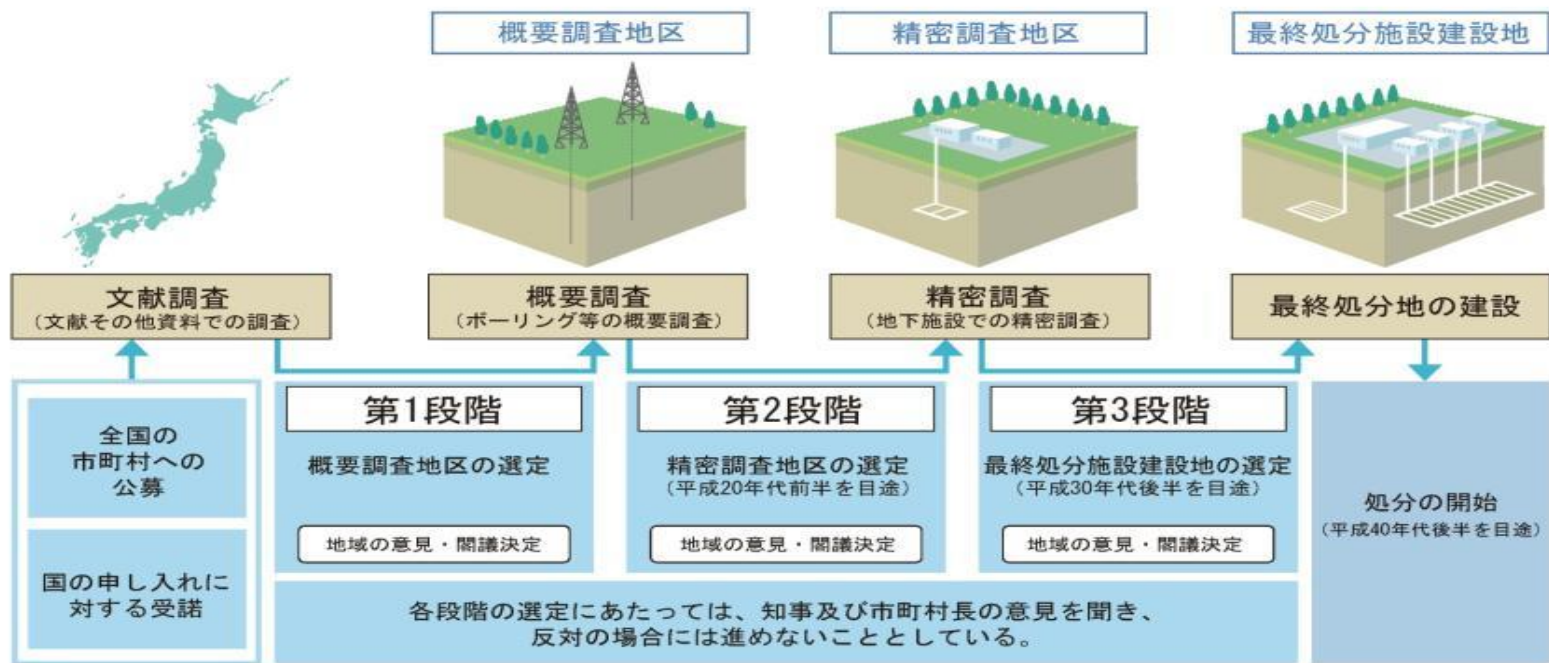 概要調査地区
精密調査地区
最終処分施設建設地
文献調査
(文献その他資料での調査)
概要調査
(ボーリング等の概要調査)
精密調査
(地下施設での精密調査)
最終処分地の建設
全国の
市町村への
公募
国の申し入れに
対する受諾
第1段階
概要調査地区の選定
地域の意見・閣議決定
第2段階
精密調査地区の選定
(平成20年代前半を目途)
地域の意見・閣議決定
第3段階
最終処分施設建設地の選定
(平成30年代後半を目途)
地域の意見・閣議決定
各段階の選定にあたっては、知事及び市町村長の意見を聞き、
反対の場合には進めないこととしている。
処分の開始
(平成40年代後半を目途)